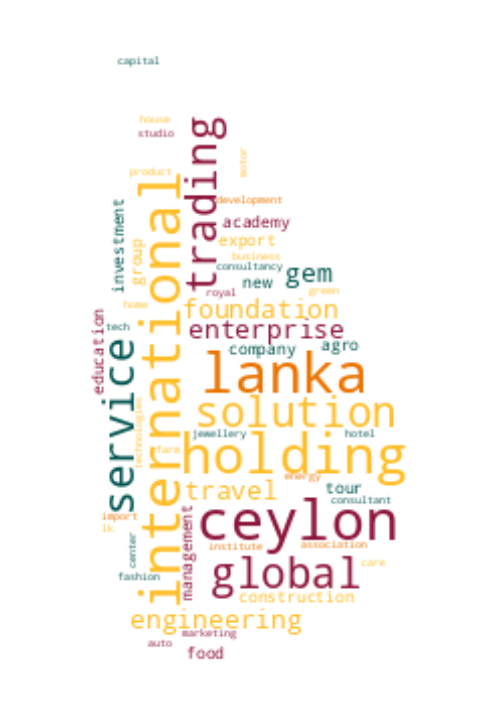 capital
house
studio
motor
product
international
trading
development
investment
academy
group
export
business
consultancy
gem
new
royal
green
home
foundation
education
tech
enterprise
service
company
agro
lanka
technologies
solution
jewellery
hotel
farm
holding
energy
travel
tour
consultant
ceylon
import
lk
management
center
institute
association
global
care
fashion
construction
engineering
marketing
auto
food